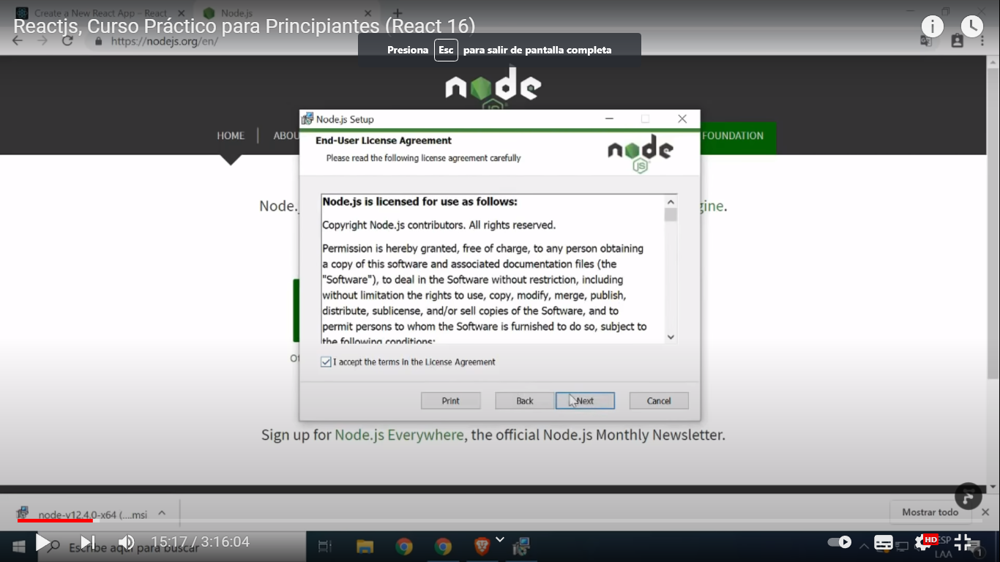 Create a New React App – React
Node.js
Reactjs, Curso Práctico para Principiantes (React 16)
https://nodejs.org/en/
Presiona Esc para salir de pantalla completa
node
JS
HOME
ABOU
FOUNDATION
Node.js Setup
End-User License Agreement
Please read the following license agreement carefully
node
JS
Node.j
gine.
Node.js is licensed for use as follows:
Copyright Node.js contributors. All rights reserved.
Permission is hereby granted, free of charge, to any person obtaining
a copy of this software and associated documentation files (the
"Software"), to deal in the Software without restriction, including
without limitation the rights to use, copy, modify, merge, publish,
distribute, sublicense, and/or sell copies of the Software, and to
permit persons to whom the Software is furnished to do so, subject to
the following conditions:
I accept the terms in the License Agreement
Ot
Print
Back
Next
Cancel
Sign up for Node.js Everywhere, the official Node.js Monthly Newsletter.
node-v12.4.0-x64 (....msi
Mostrar todo
Escribe aquí para buscar
15:17 / 3:16:04
HD
ESP
LAA
1